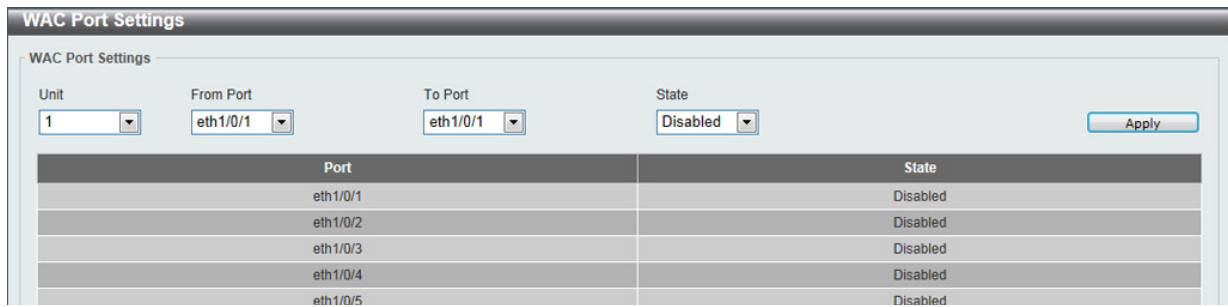 WAC Port Settings
WAC Port Settings
Unit From Port To Port State
1 eth1/0/1 eth1/0/1 Disabled Apply
Port State
eth1/0/1 Disabled
eth1/0/2 Disabled
eth1/0/3 Disabled
eth1/0/4 Disabled
eth1/0/5 Disabled